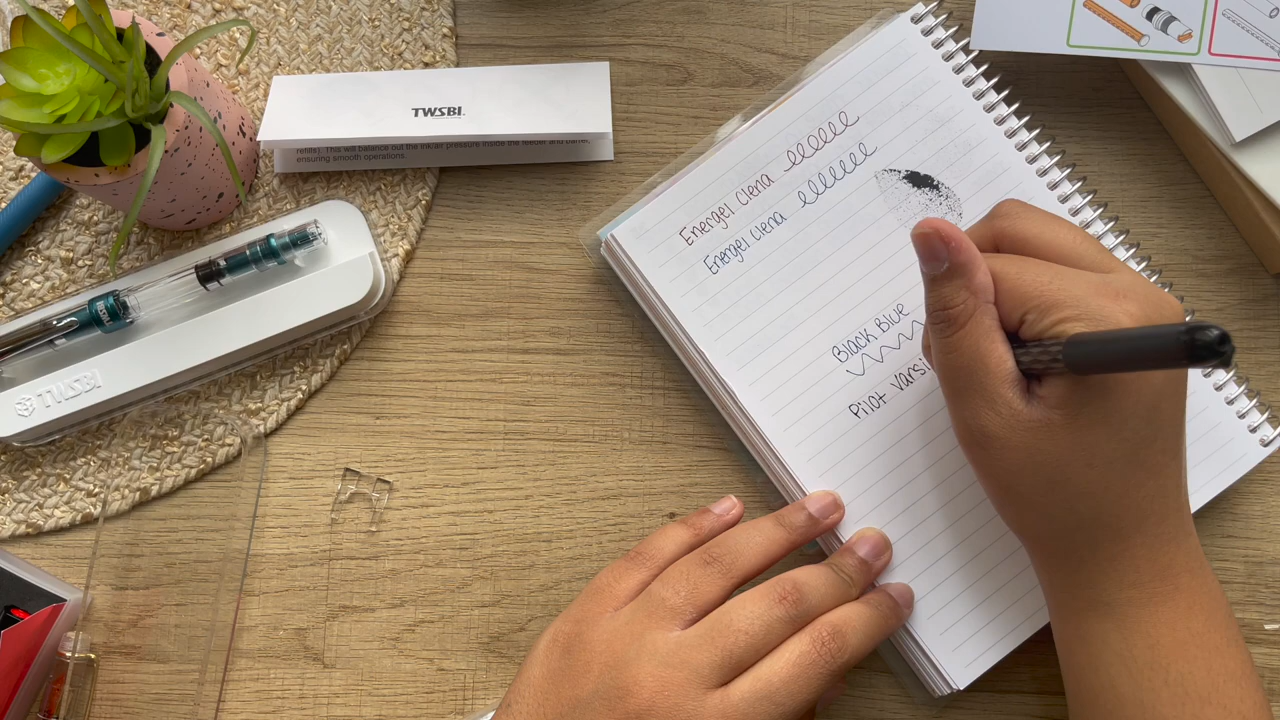 TWSBI
refills). This will balance out the ink/air pressure inside the feeder and barrel,
ensuring smooth operations.
TWSBI
Energel Clena
Energel Clena
Black Blue
Pilot Varsi